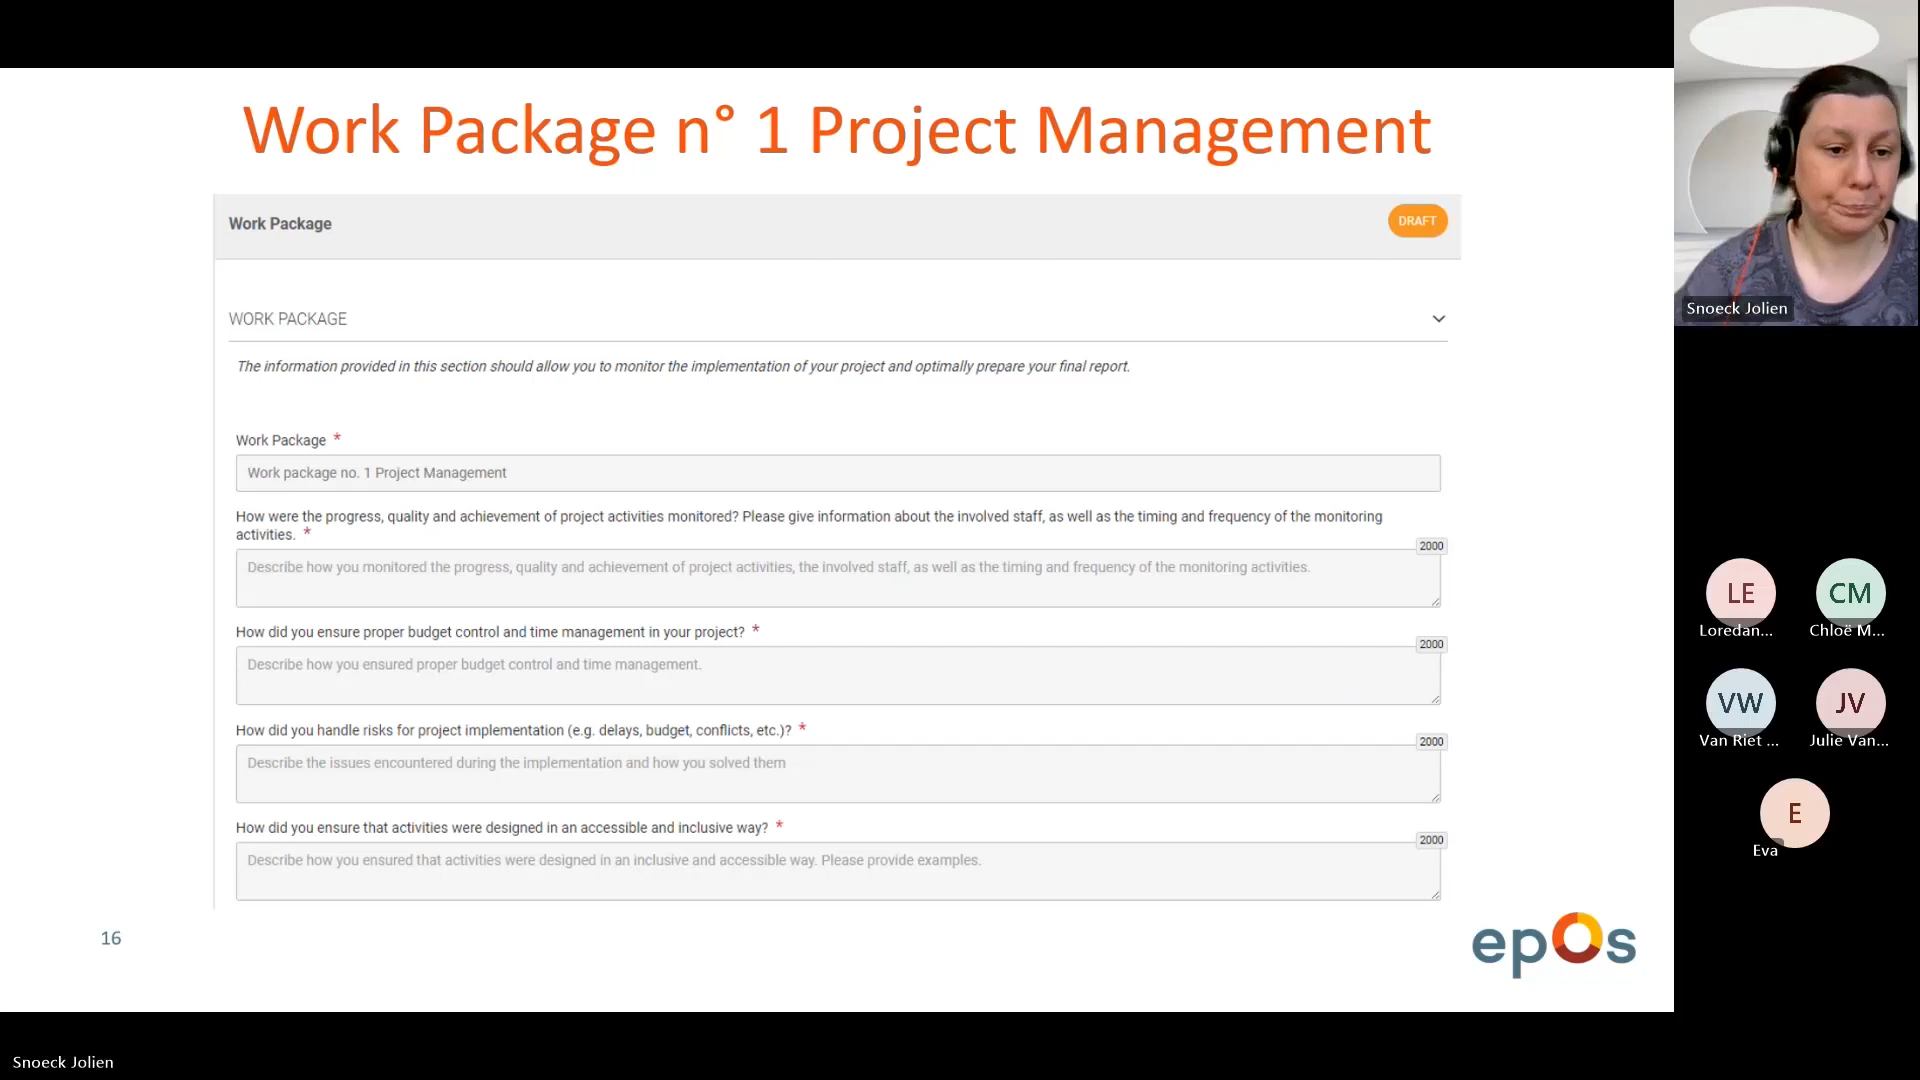 Work Package n° 1 Project Management
Work Package
DRAFT
WORK PACKAGE
The information provided in this section should allow you to monitor the implementation of your project and optimally prepare your final report.
Work Package *
Work package no. 1 Project Management
How were the progress, quality and achievement of project activities monitored? Please give information about the involved staff, as well as the timing and frequency of the monitoring
activities. *
2000
Describe how you monitored the progress, quality and achievement of project activities, the involved staff, as well as the timing and frequency of the monitoring activities.
How did you ensure proper budget control and time management in your project? *
2000
Describe how you ensured proper budget control and time management.
How did you handle risks for project implementation (e.g. delays, budget, conflicts, etc.)? *
2000
Describe the issues encountered during the implementation and how you solved them
How did you ensure that activities were designed in an accessible and inclusive way? *
2000
Describe how you ensured that activities were designed in an inclusive and accessible way. Please provide examples.
16
epos
Snoeck Jolien
LE
CM
Loredan...
Chloë M...
VW
JV
Van Riet ...
Julie Van...
E
Eva
Snoeck Jolien